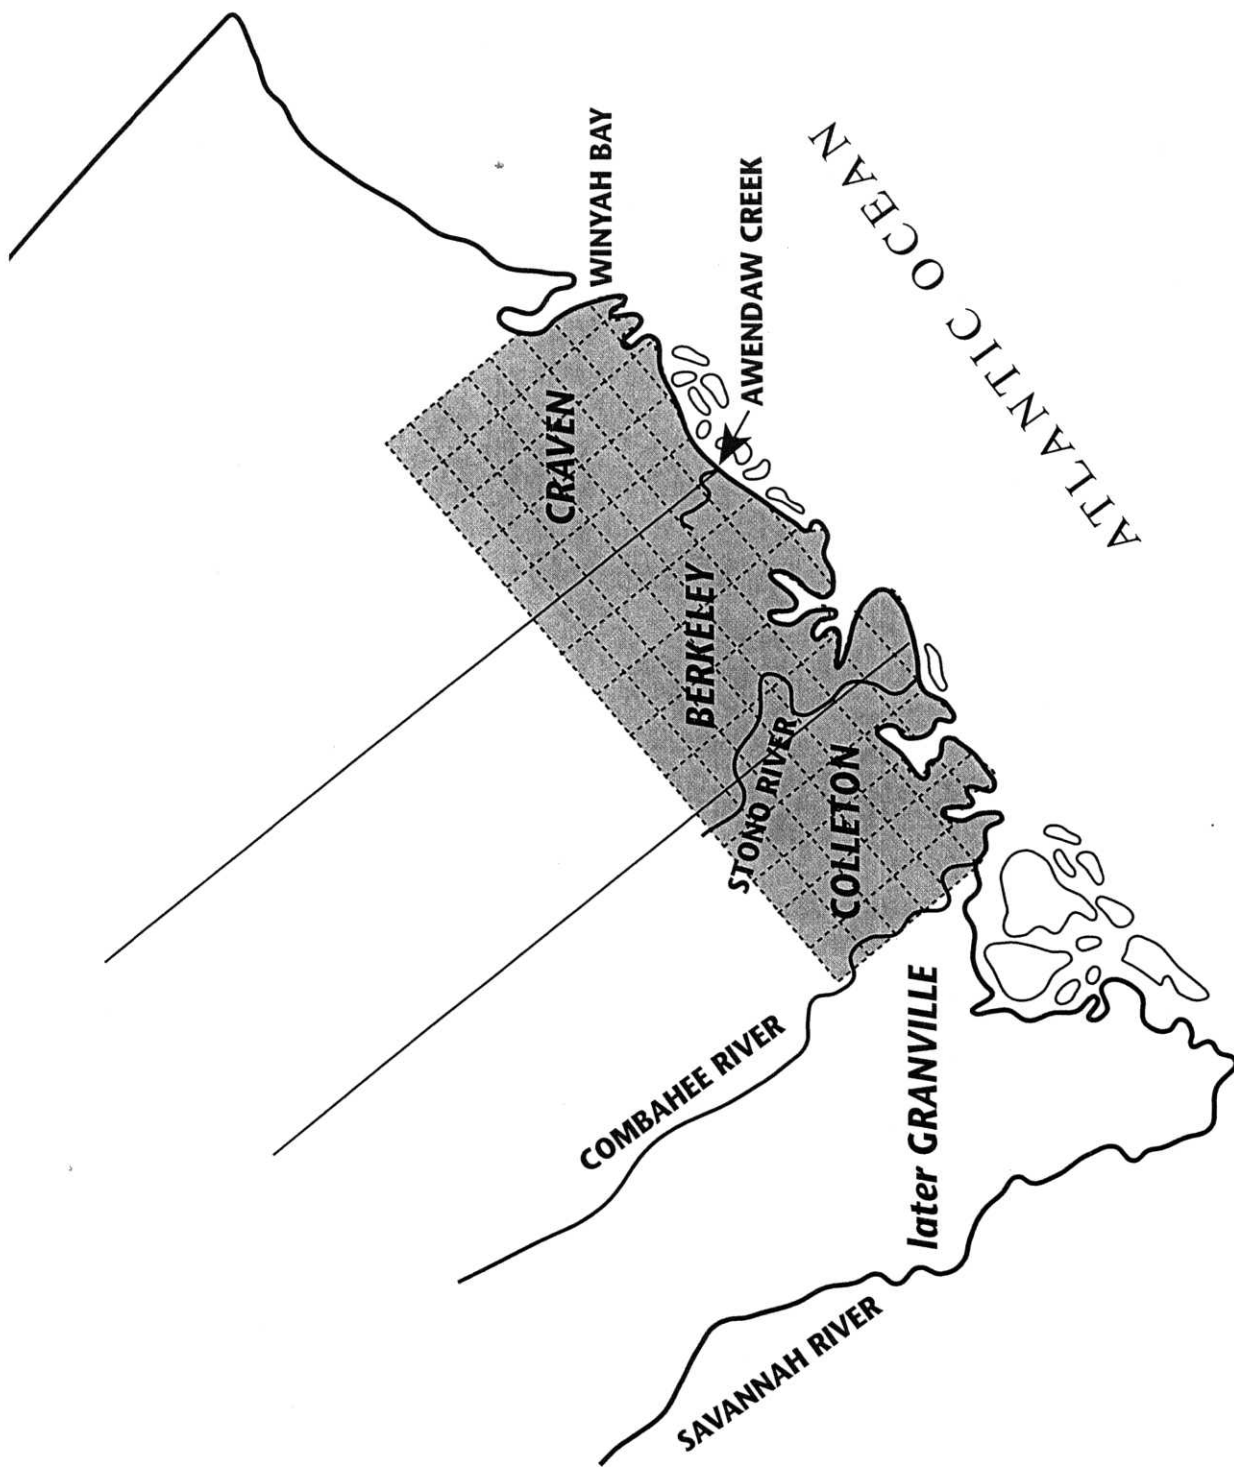 WINYAH BAY
AWENDAW CREEK
ATLANTIC OCEAN
CRAVEN
BERKELEY
STONO RIVER
COLLETON
COMBAHEE RIVER
later GRANVILLE
SAVANNAH RIVER